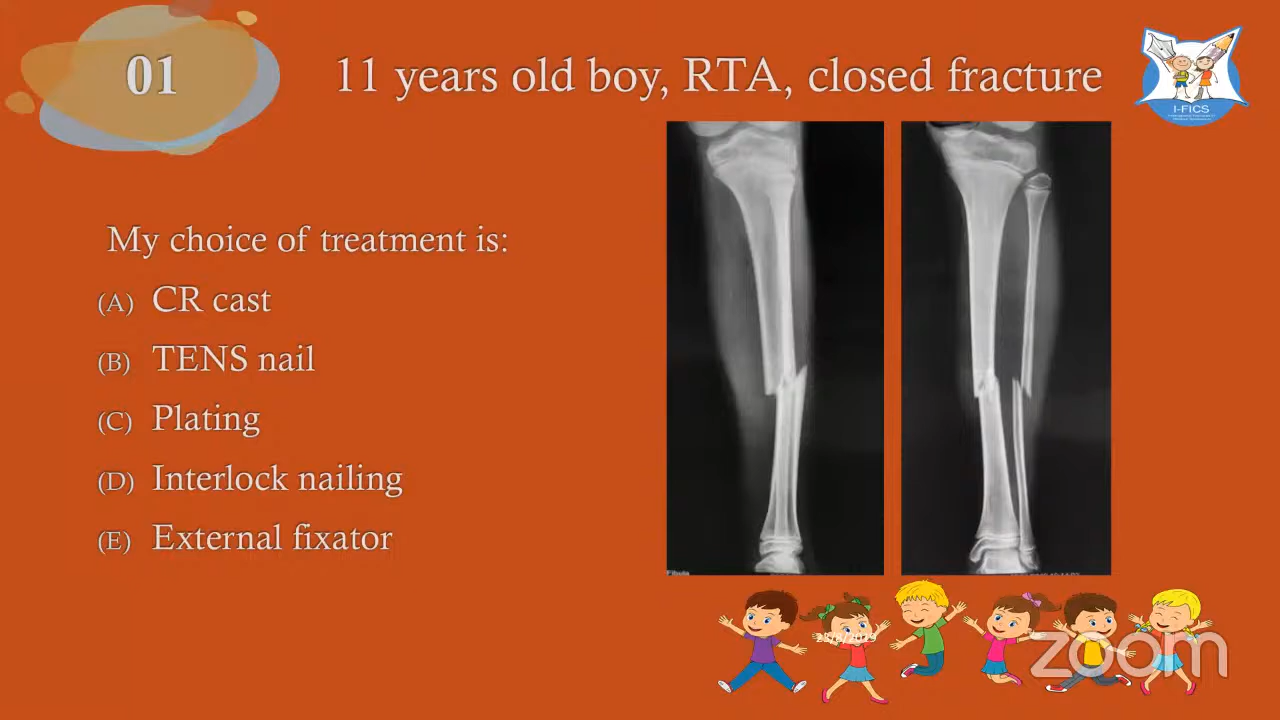 01
11 years old boy, RTA, closed fracture
I-FICS
My choice of treatment is:
(A) CR cast
(B) TENS nail
(C) Plating
(D) Interlock nailing
(E) External fixator
zoom